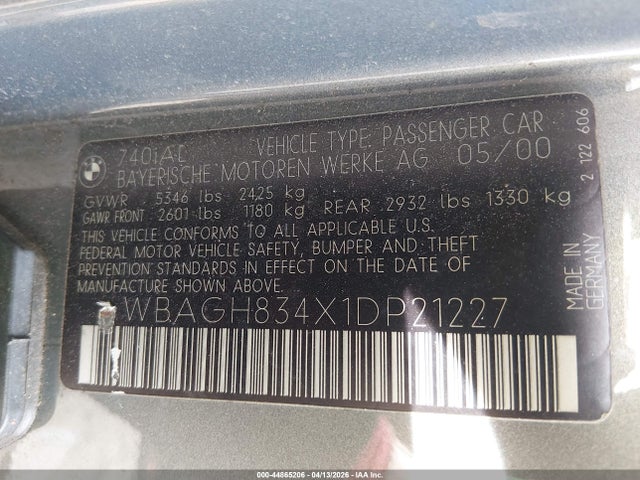 740iAL VEHICLE TYPE: PASSENGER CAR
BAYERISCHE MOTOREN WERKE AG 05/00
GVWR 5346 lbs 2425 kg
GAWR FRONT 2601 lbs 1180 kg REAR 2932 lbs 1330 kg
THIS VEHICLE CONFORMS TO ALL APPLICABLE U.S.
FEDERAL MOTOR VEHICLE SAFETY, BUMPER AND THEFT
PREVENTION STANDARDS IN EFFECT ON THE DATE OF
MANUFACTURE SHOWN ABOVE.
WBAGH834X1DP21227
2 122 606
000-44865206 - 04/13/2026 - IAA Inc.